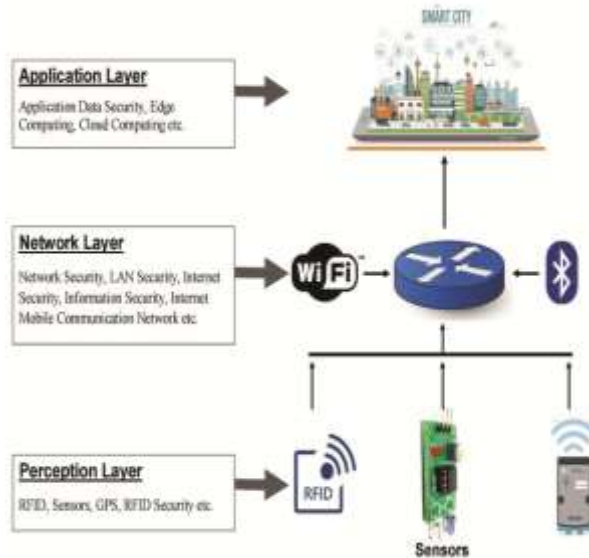 SMART CITY
Application Layer
Application Data Security, Edge
Computing, Cloud Computing etc.
Network Layer
Network Security, LAN Security, Internet
Security, Information Security, Internet
Mobile Communication Network etc.
WiFi
Perception Layer
RFID, Sensors, GPS, RFID Security etc.
RFID
Sensors